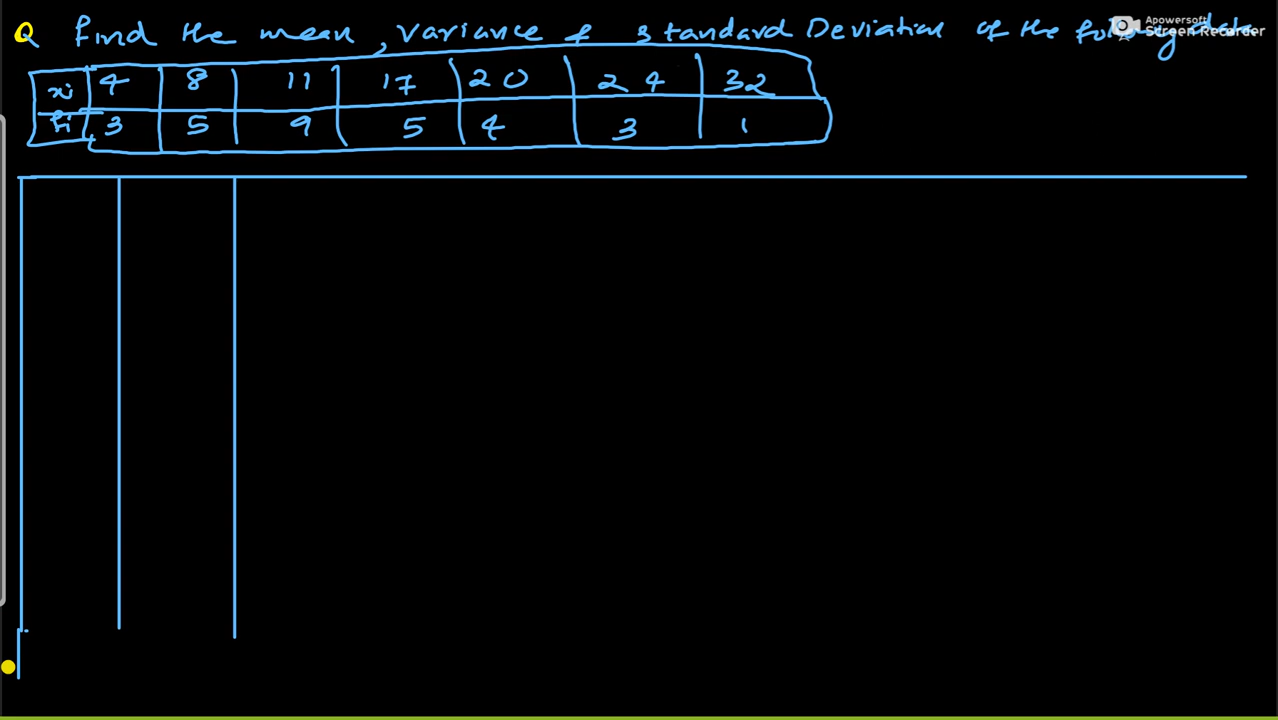 Q Find the mean, variance & standard Deviation of the
Apowersoft
Screen Recorder
xi 4 8 11 17 20 24 32
fi 3 5 9 5 4 3 1